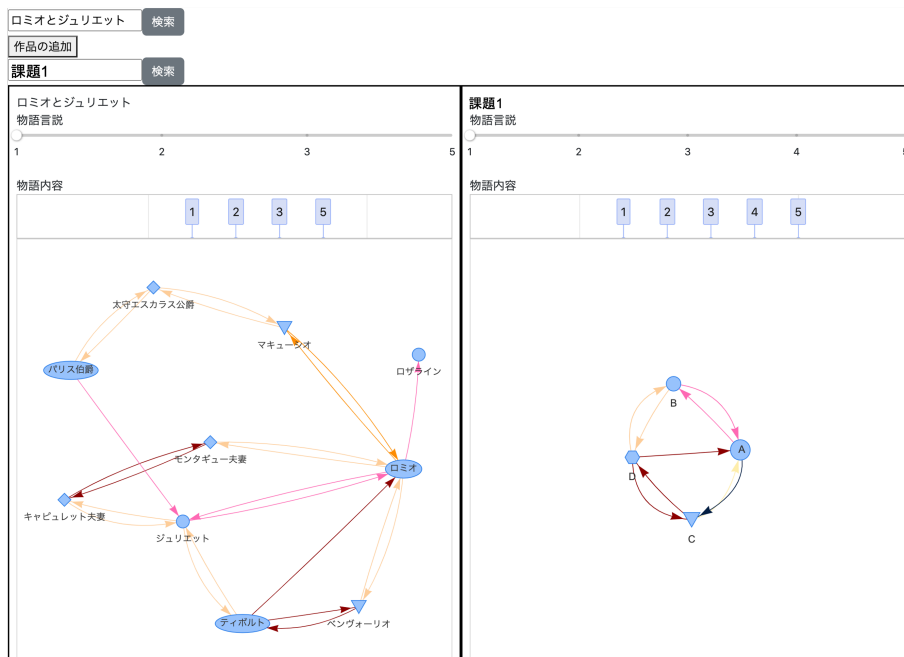 ロミオとジュリエット 検索
作品の追加
課題1 検索
ロミオとジュリエット
物語言説
1 2 3 5
物語内容
1 2 3 5
太守エスカラス公爵
マキューシオ
ロザライン
パリス伯爵
モンタギュー夫妻
ロミオ
キャピュレット夫妻
ジュリエット
ティボルト
ベンヴォーリオ
課題1
物語言説
1 2 3 4 5
物語内容
1 2 3 4 5
B
A
D
C